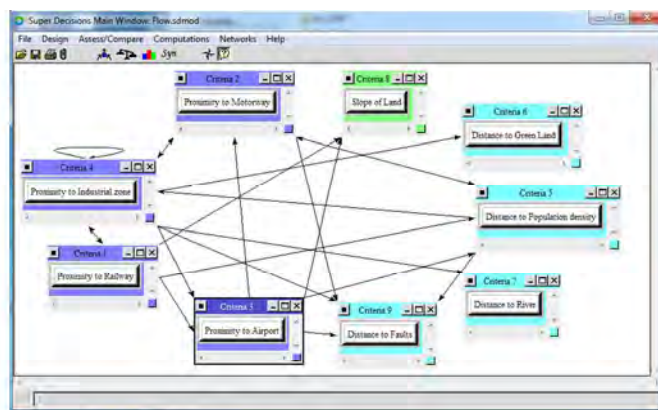 Super Decisions Main Window: Flow.sdmod
File Design Assess/Compare Computations Networks Help
Syn
Criteria 2
Proximity to Motorway
Criteria 8
Slope of Land
Criteria 6
Distance to Green Land
Criteria 4
Proximity to Industrial zone
Criteria 5
Distance to Population density
Criteria 1
Proximity to Railway
Criteria 7
Distance to River
Criteria 3
Proximity to Airport
Criteria 9
Distance to Faults